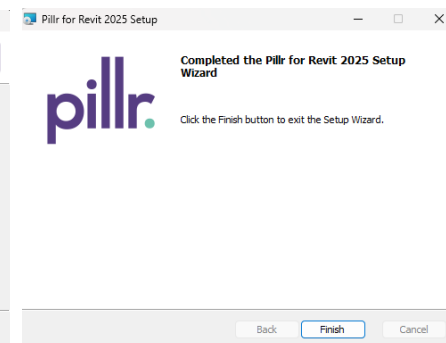 Pillr for Revit 2025 Setup
Completed the Pillr for Revit 2025 Setup
Wizard
pillr.
Click the Finish button to exit the Setup Wizard.
Back
Finish
Cancel